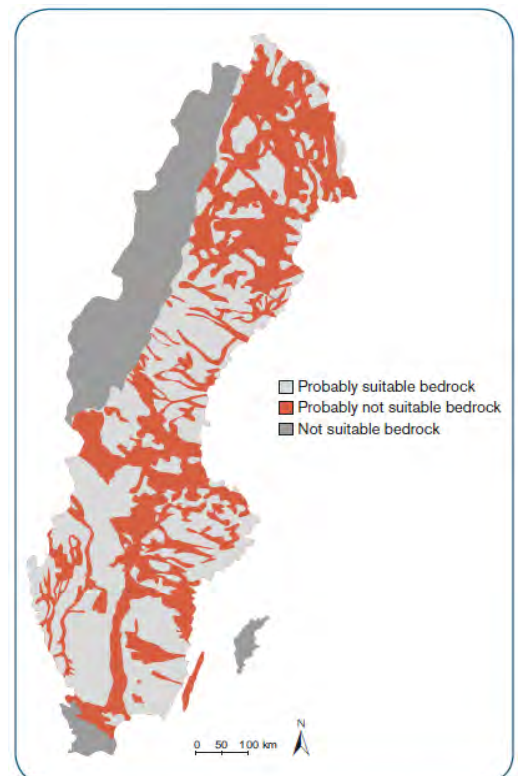 Probably suitable bedrock
Probably not suitable bedrock
Not suitable bedrock
N
0 50 100 km